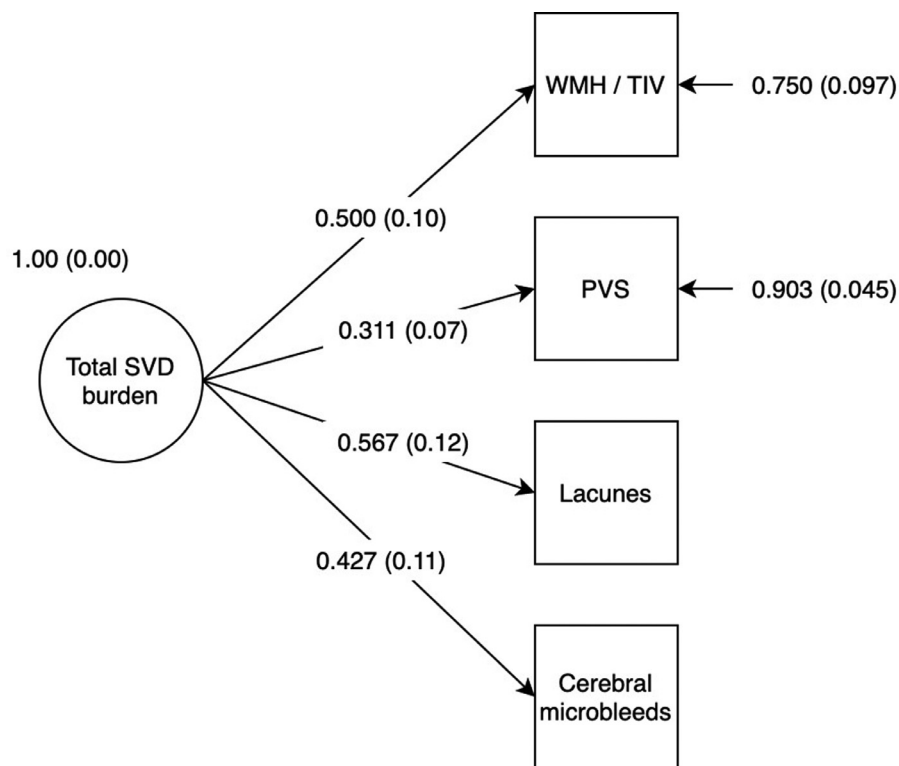 WMH / TIV
0.750 (0.097)
0.500 (0.10)
1.00 (0.00)
PVS
0.903 (0.045)
0.311 (0.07)
Total SVD
burden
0.567 (0.12)
Lacunes
0.427 (0.11)
Cerebral
microbleeds